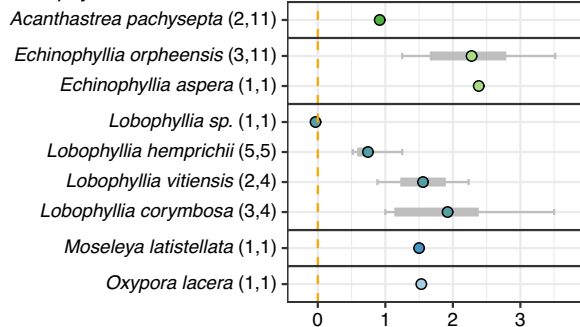 Acanthastrea pachysepta (2,11)
Echinophyllia orpheensis (3,11)
Echinophyllia aspera (1,1)
Lobophyllia sp. (1,1)
Lobophyllia hemprichii (5,5)
Lobophyllia vitiensis (2,4)
Lobophyllia corymbosa (3,4)
Moseleya latistellata (1,1)
Oxypora lacera (1,1)
0 1 2 3